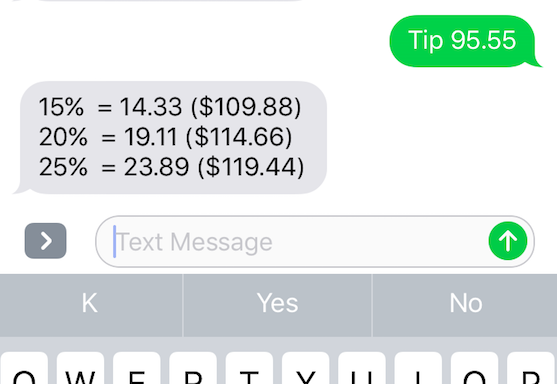 Tip 95.55
15% = 14.33 ($109.88)
20% = 19.11 ($114.66)
25% = 23.89 ($119.44)
Text Message
K Yes No
Q W E R T Y U I O P